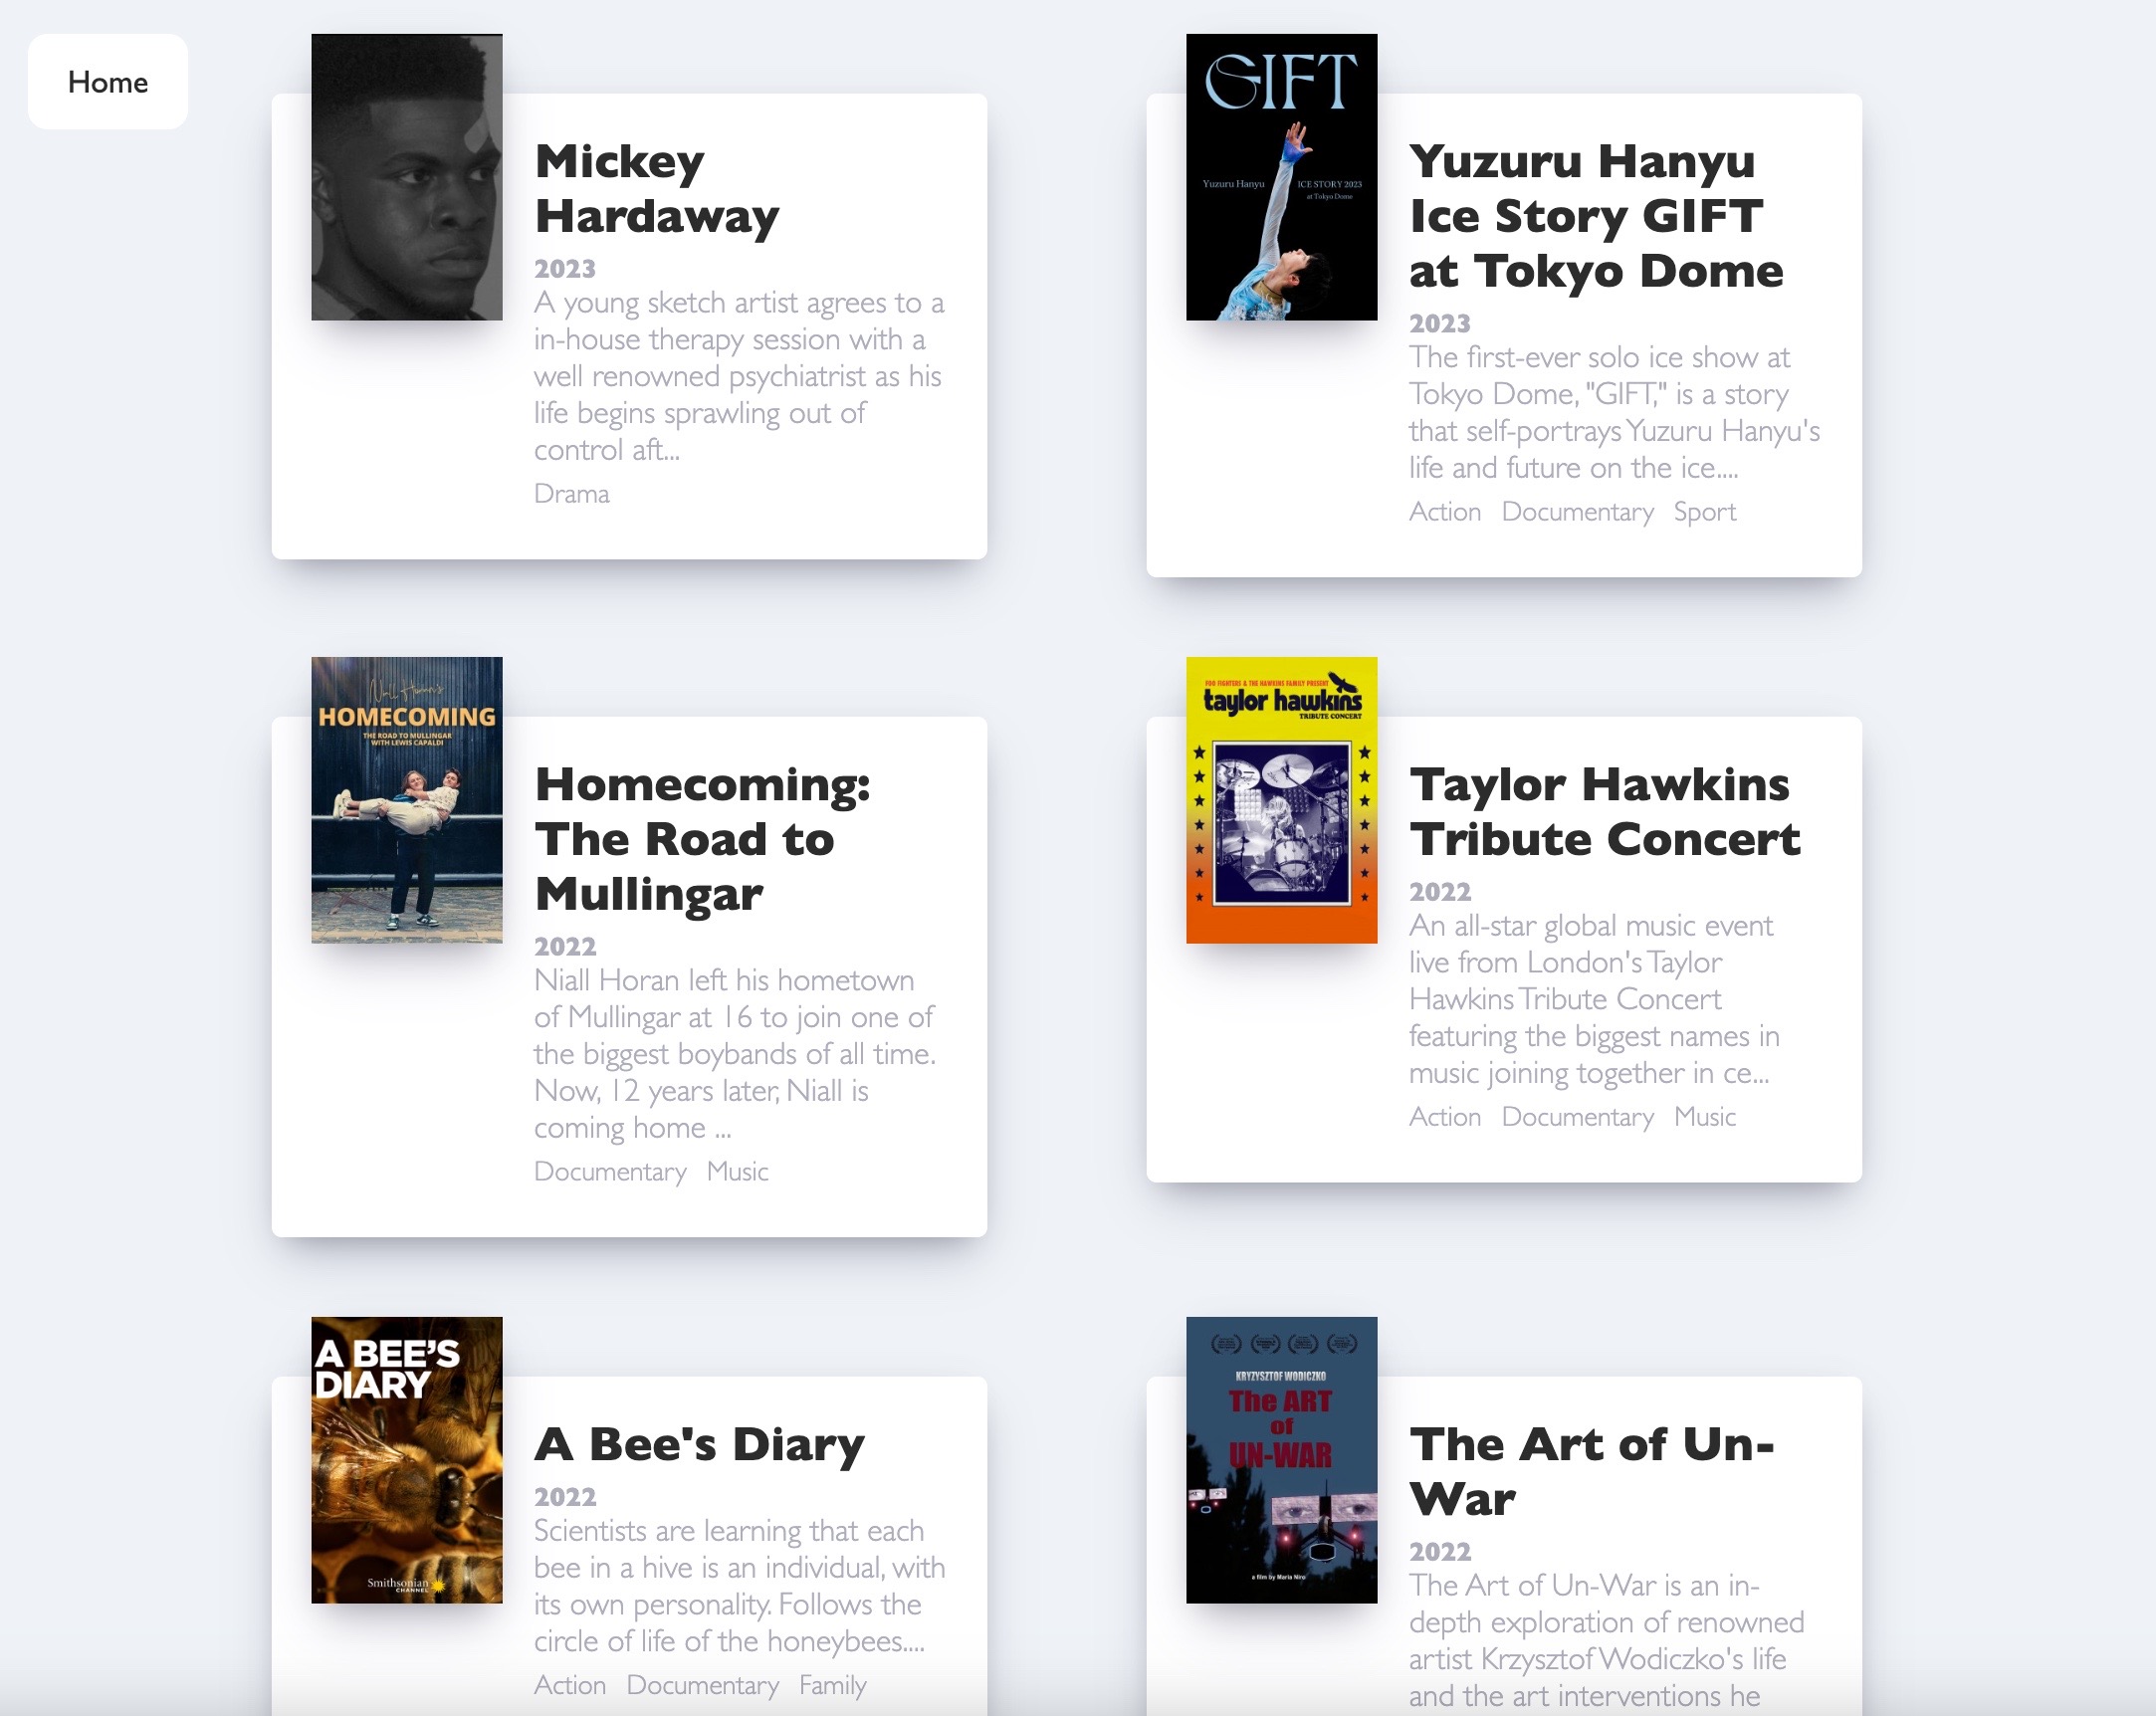 Home
Mickey
Hardaway
2023
A young sketch artist agrees to a
in-house therapy session with a
well renowned psychiatrist as his
life begins sprawling out of
control aft...
Drama
GIFT
Yuzuru Hanyu
ICE STORY 2023
at Tokyo Dome
Yuzuru Hanyu
Ice Story GIFT
at Tokyo Dome
2023
The first-ever solo ice show at
Tokyo Dome, "GIFT," is a story
that self-portrays Yuzuru Hanyu's
life and future on the ice....
Action Documentary Sport
Niall Horan's
HOMECOMING
THE ROAD TO MULLINGAR
WITH LEWIS CAPALDI
Homecoming:
The Road to
Mullingar
2022
Niall Horan left his hometown
of Mullingar at 16 to join one of
the biggest boybands of all time.
Now, 12 years later, Niall is
coming home ...
Documentary Music
FOO FIGHTERS & THE HAWKINS FAMILY PRESENT
taylor hawkins
TRIBUTE CONCERT
Taylor Hawkins
Tribute Concert
2022
An all-star global music event
live from London's Taylor
Hawkins Tribute Concert
featuring the biggest names in
music joining together in ce...
Action Documentary Music
A BEE'S
DIARY
Smithsonian
CHANNEL
A Bee's Diary
2022
Scientists are learning that each
bee in a hive is an individual, with
its own personality. Follows the
circle of life of the honeybees....
Action Documentary Family
KRYZYSZTOF WODICZKO
The ART
of
UN-WAR
a film by Maria Niro
The Art of Un-
War
2022
The Art of Un-War is an in-
depth exploration of renowned
artist Krzysztof Wodiczko's life
and the art interventions he